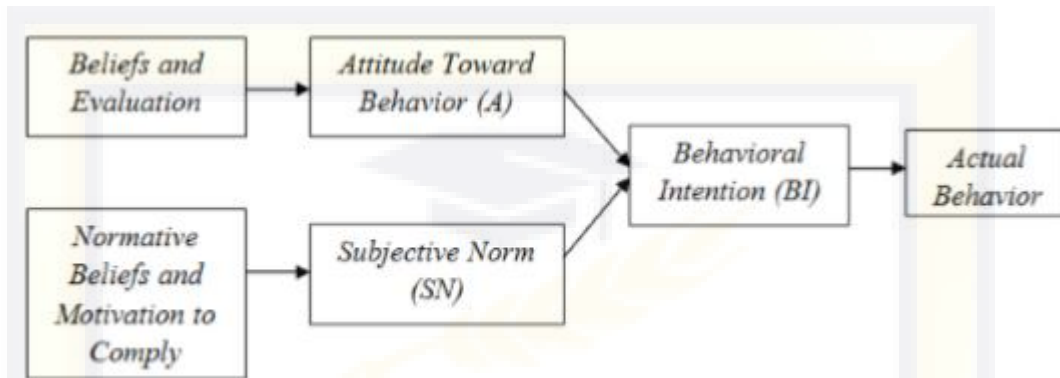 Beliefs and
Evaluation
Attitude Toward
Behavior (A)
Normative
Beliefs and
Motivation to
Comply
Subjective Norm
(SN)
Behavioral
Intention (BI)
Actual
Behavior